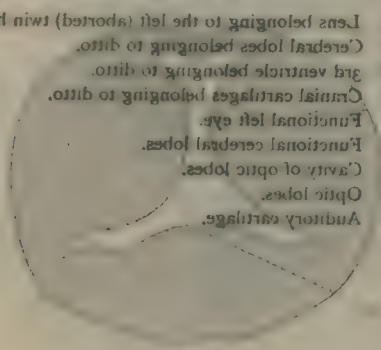 Lens belonging to the left (aborted) twin h
Cerebral lobes belonging to ditto.
3rd ventricle belonging to ditto.
Cranial cartilages belonging to ditto.
Functional left eye.
Functional cerebral lobes.
Cavity of optic lobes.
Optic lobes.
Auditory cartilage.